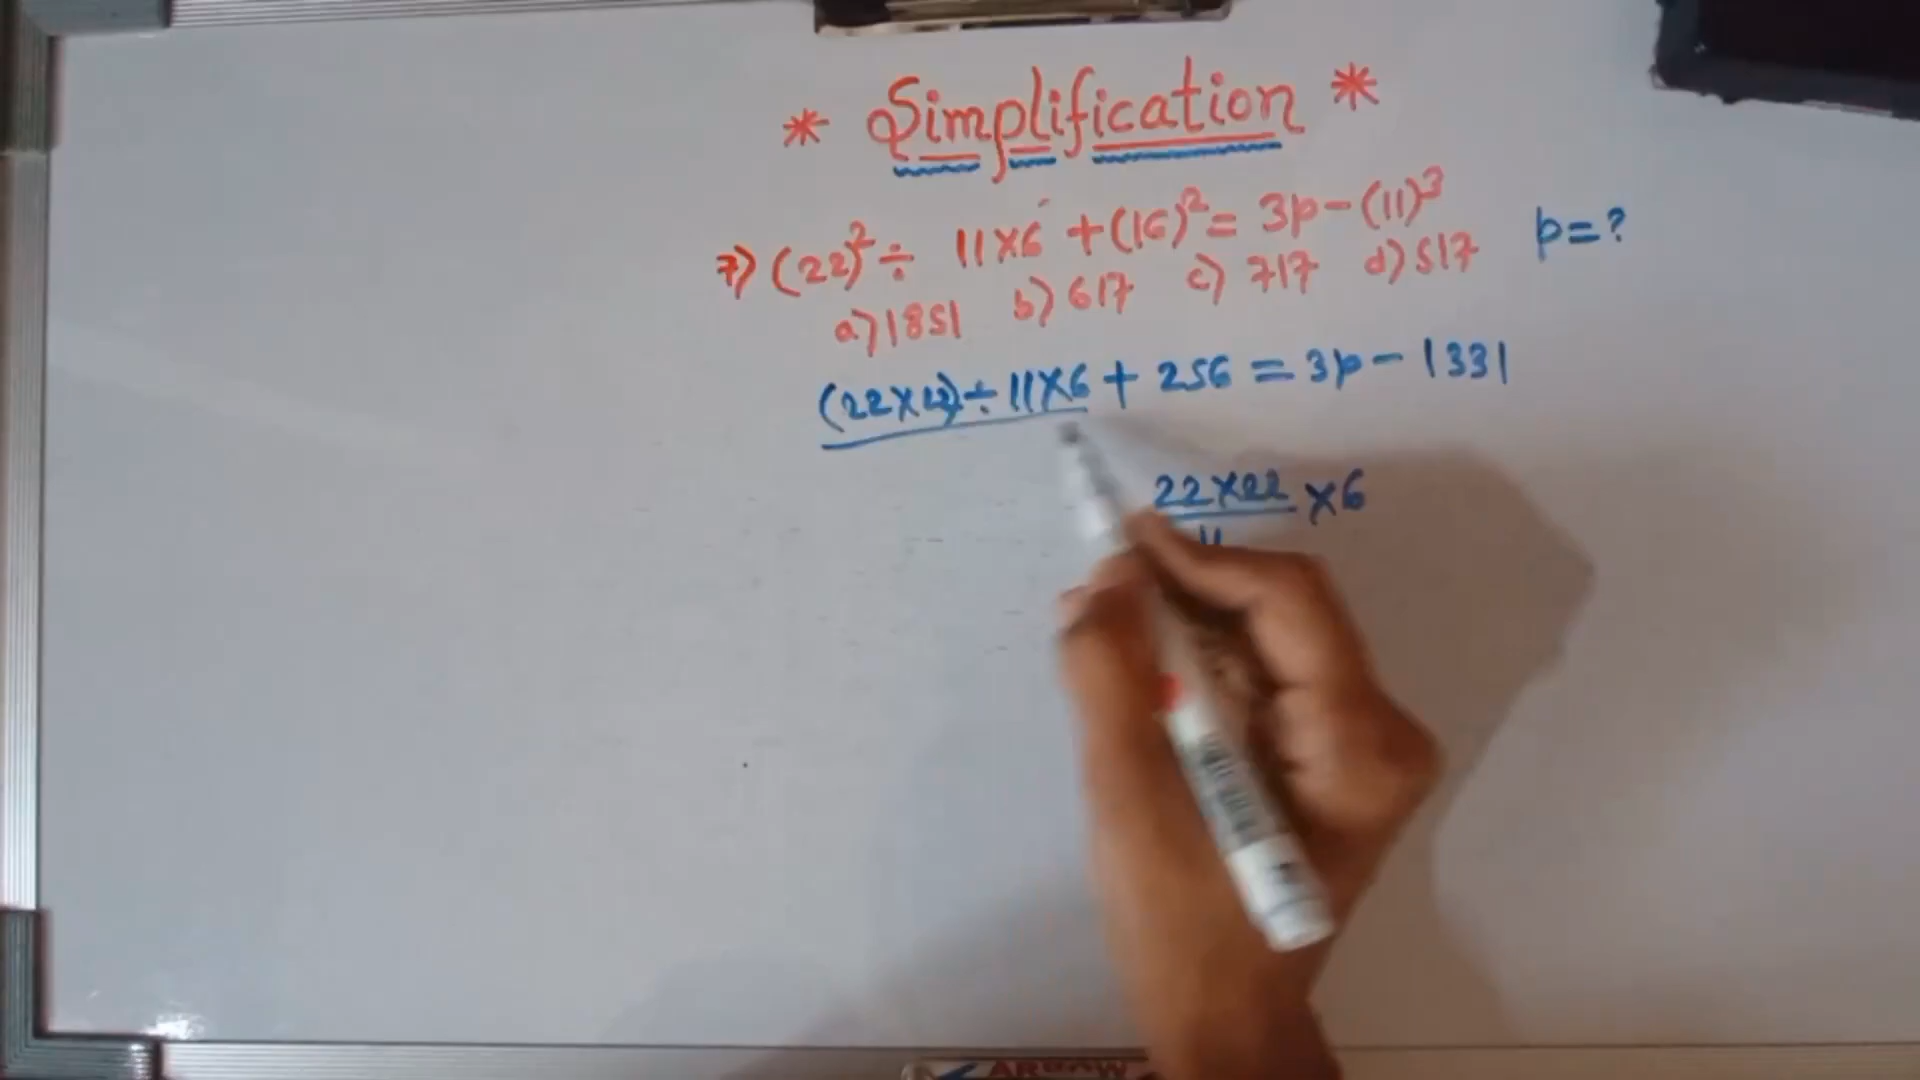 * Simplification *
7) (22)² ÷ 11×6 + (16)² = 3p - (11)³ p = ?
a) 1851 b) 617 c) 717 d) 517
(22×22) ÷ 11×6 + 256 = 3p - 1331
22×22 ×6
11